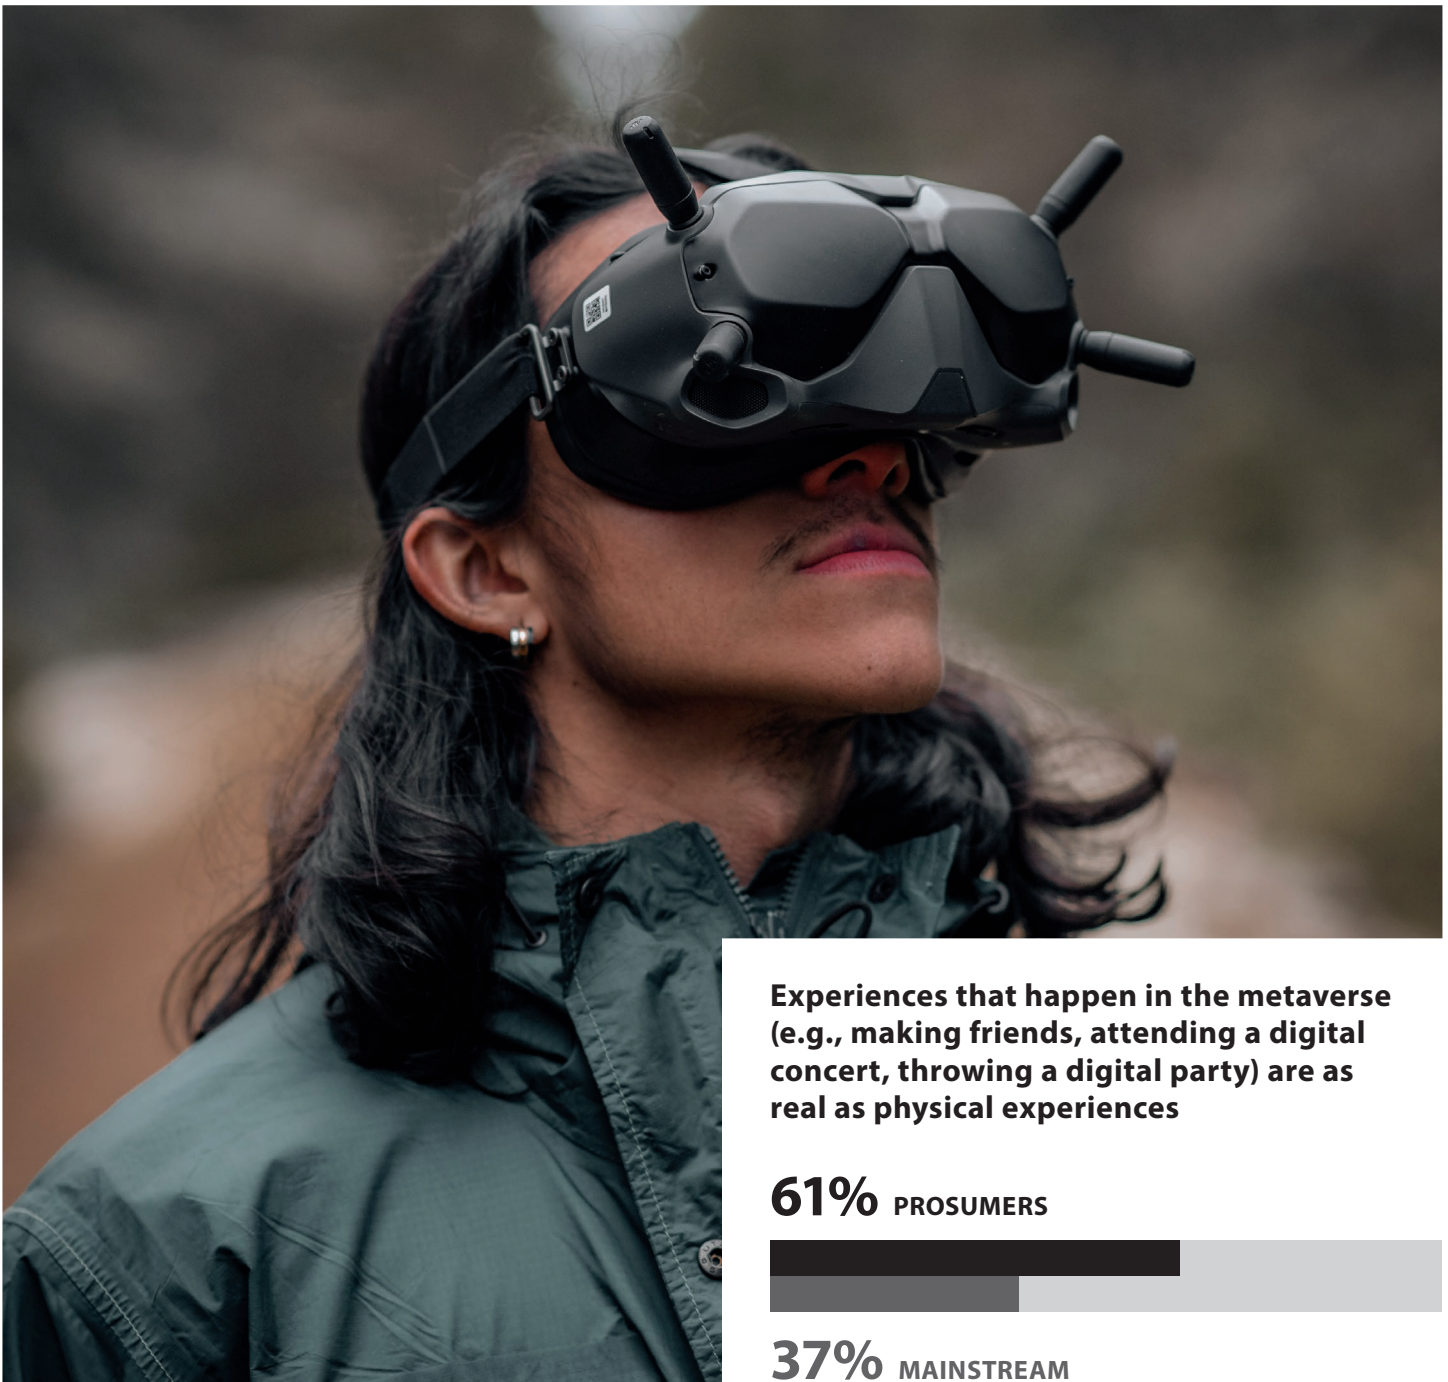 Experiences that happen in the metaverse
(e.g., making friends, attending a digital
concert, throwing a digital party) are as
real as physical experiences
61% PROSUMERS
37% MAINSTREAM